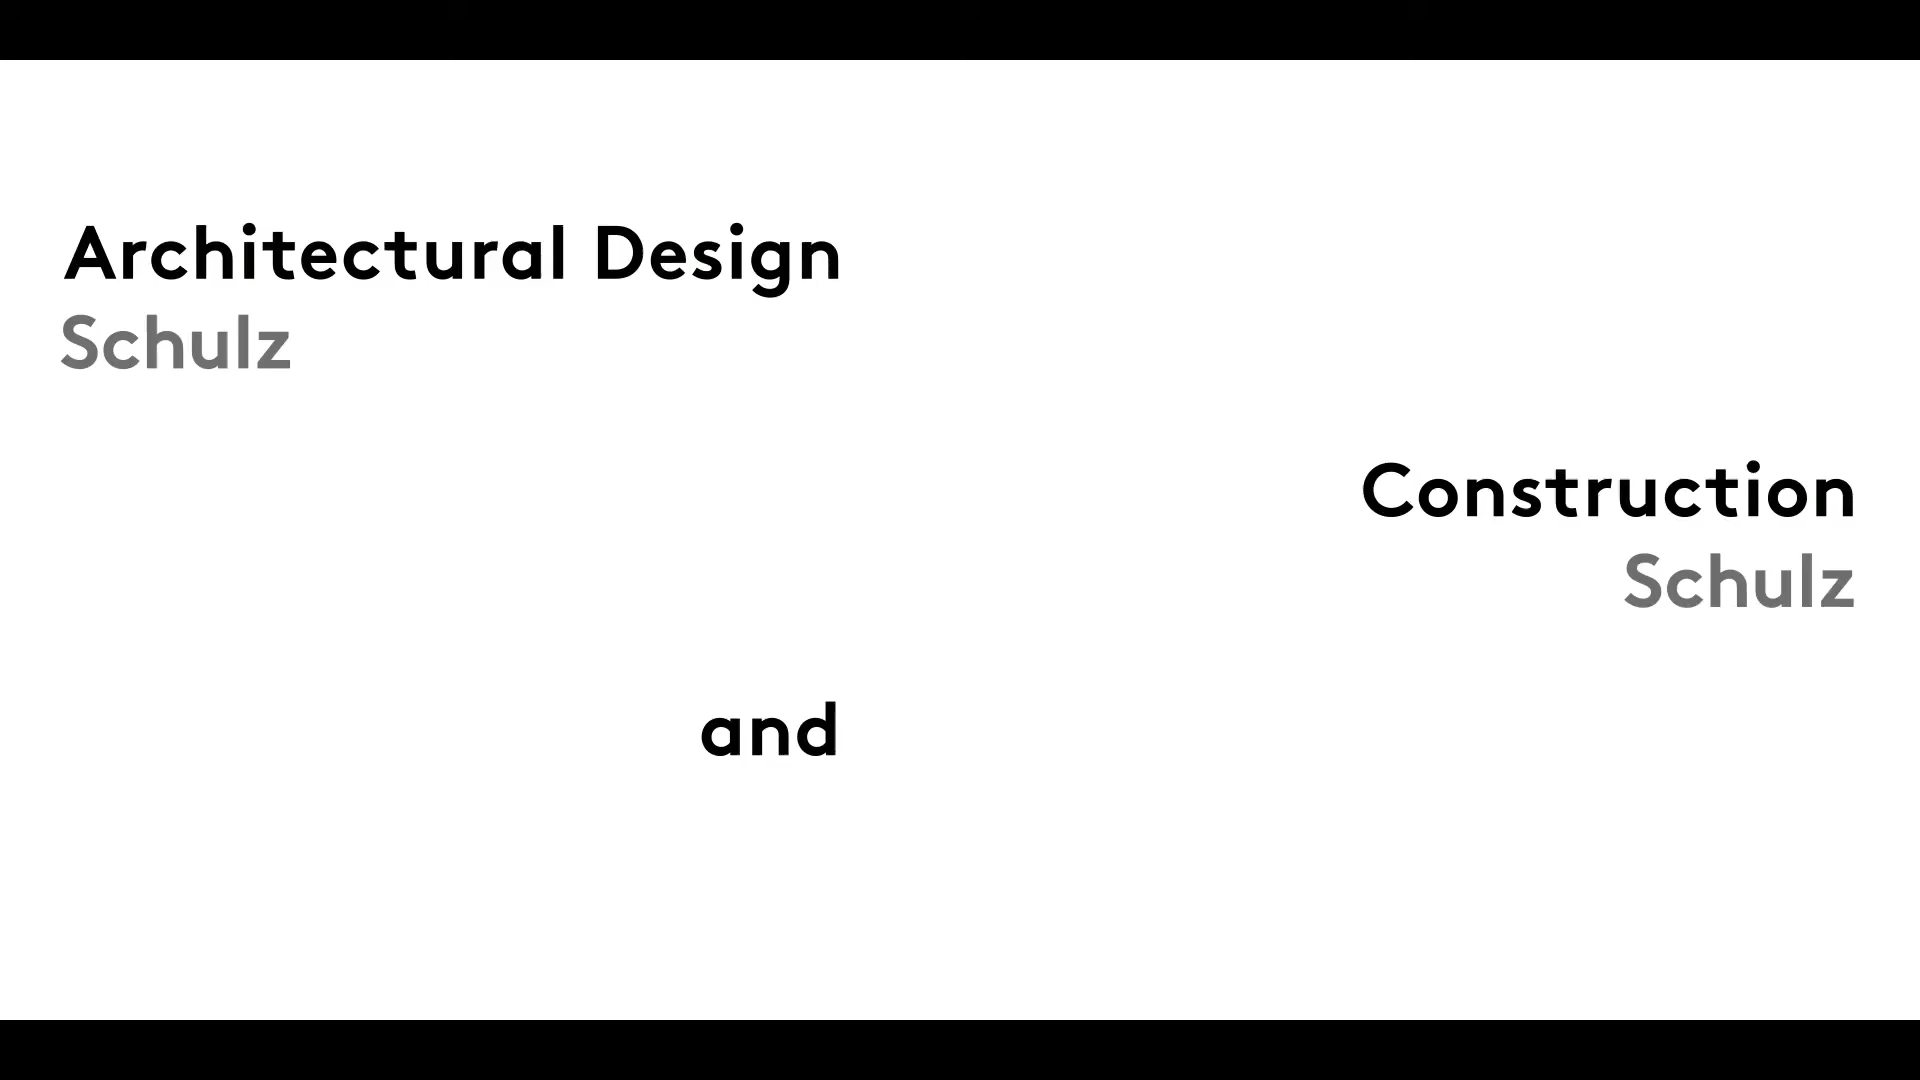 Architectural Design
Schulz
Construction
Schulz
and